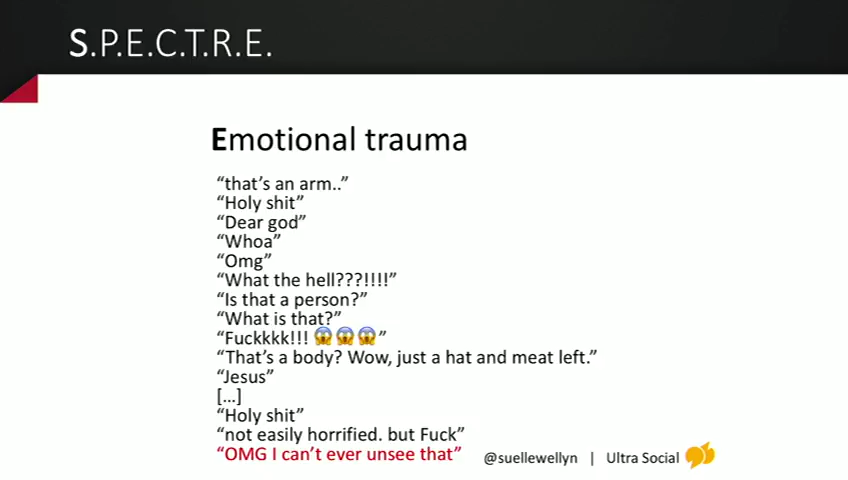 S.P.E.C.T.R.E.
Emotional trauma
“that’s an arm..”
“Holy shit”
“Dear god”
“Whoa”
“Omg”
“What the hell???!!!!”
“Is that a person?”
“What is that?”
“Fuckkkk!!! 😱😱😱”
“That’s a body? Wow, just a hat and meat left.”
“Jesus”
[...]
“Holy shit”
“not easily horrified. but Fuck”
“OMG I can’t ever unsee that”
@suellewellyn | Ultra Social